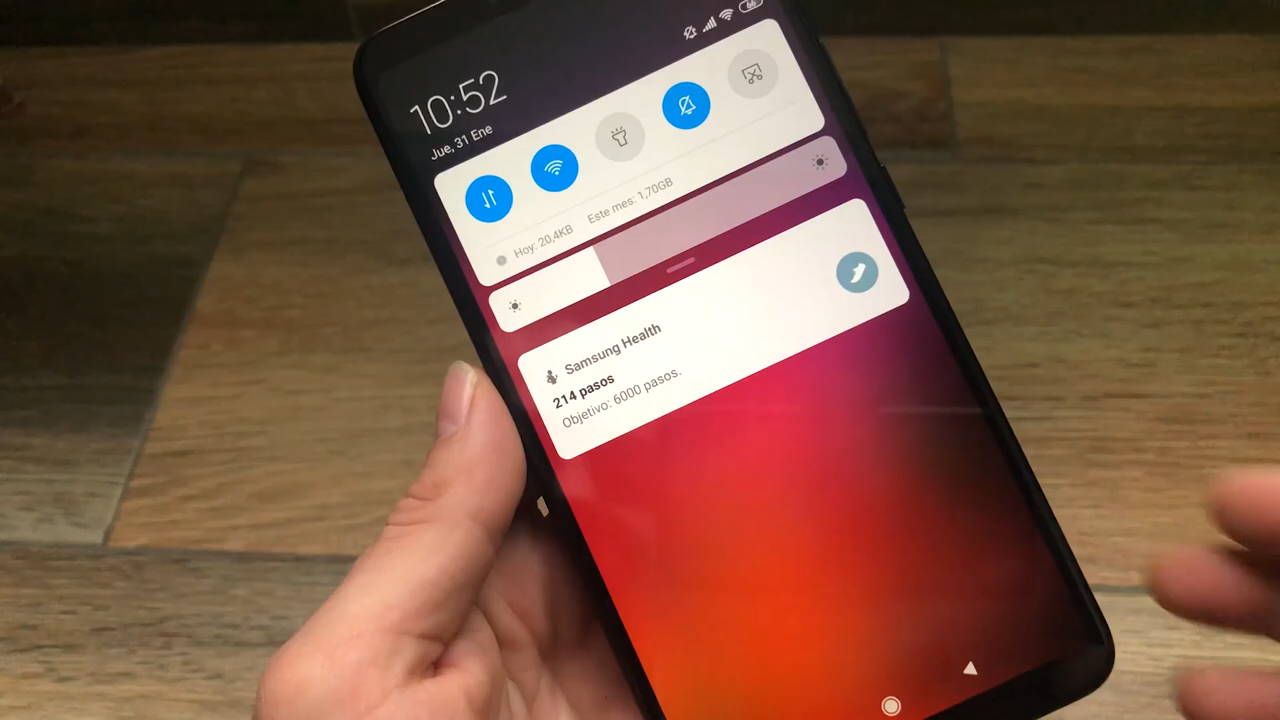 66
10:52
Jue, 31 Ene
Hoy: 20,4KB Este mes: 1,70GB
Samsung Health
214 pasos
Objetivo: 6000 pasos.